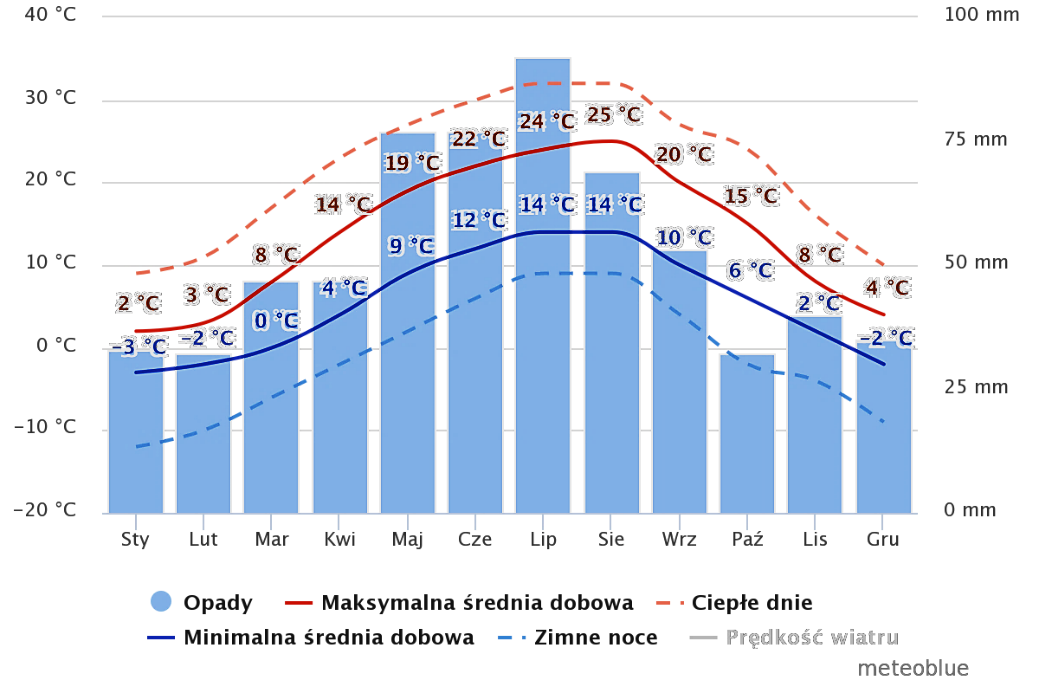 40 °C 100 mm
30 °C
75 mm
20 °C
50 mm
10 °C
0 °C
25 mm
−10 °C
−20 °C 0 mm
2 °C 3 °C 8 °C 14 °C 19 °C 22 °C 24 °C 25 °C 20 °C 15 °C 8 °C 4 °C
−3 °C −2 °C 0 °C 4 °C 9 °C 12 °C 14 °C 14 °C 10 °C 6 °C 2 °C −2 °C
Sty Lut Mar Kwi Maj Cze Lip Sie Wrz Paź Lis Gru
Opady Maksymalna średnia dobowa Ciepłe dnie
Minimalna średnia dobowa Zimne noce Prędkość wiatru
meteoblue